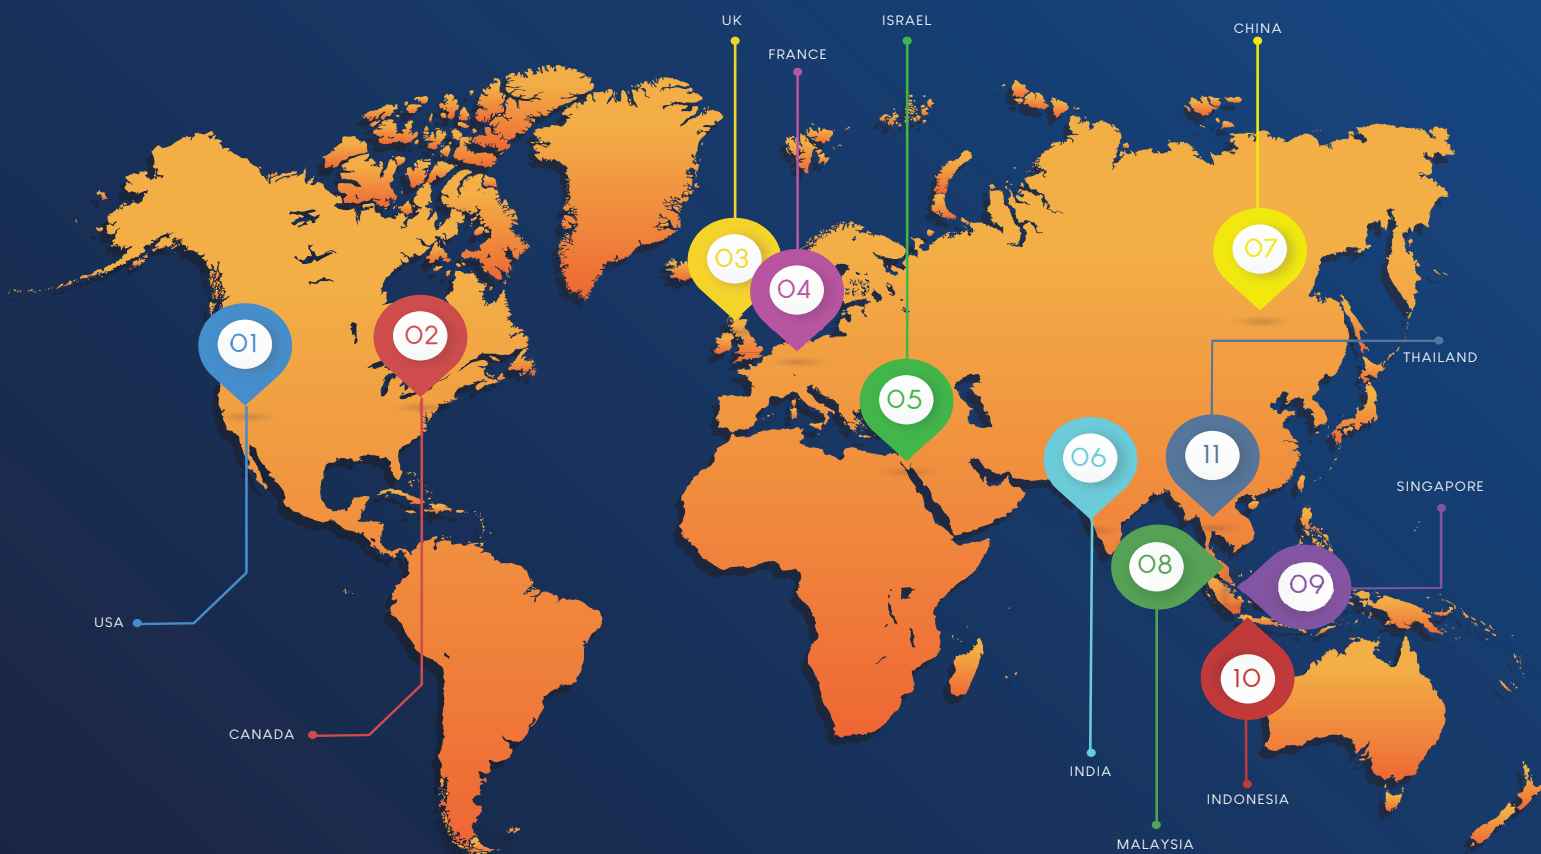 UK
ISRAEL
CHINA
FRANCE
03
07
04
01
02
THAILAND
05
06
11
SINGAPORE
08
09
USA
10
CANADA
INDIA
INDONESIA
MALAYSIA